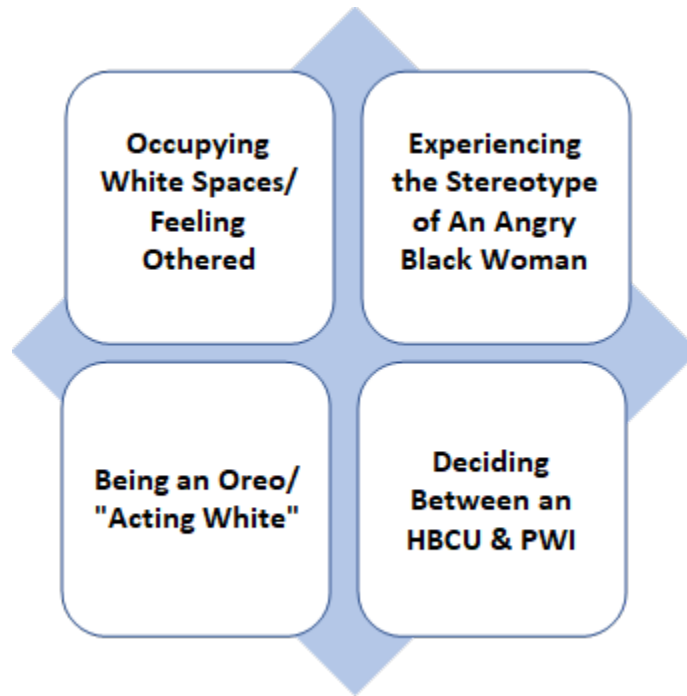 Occupying
White Spaces/
Feeling
Othered
Experiencing
the Stereotype
of An Angry
Black Woman
Being an Oreo/
"Acting White"
Deciding
Between an
HBCU & PWI